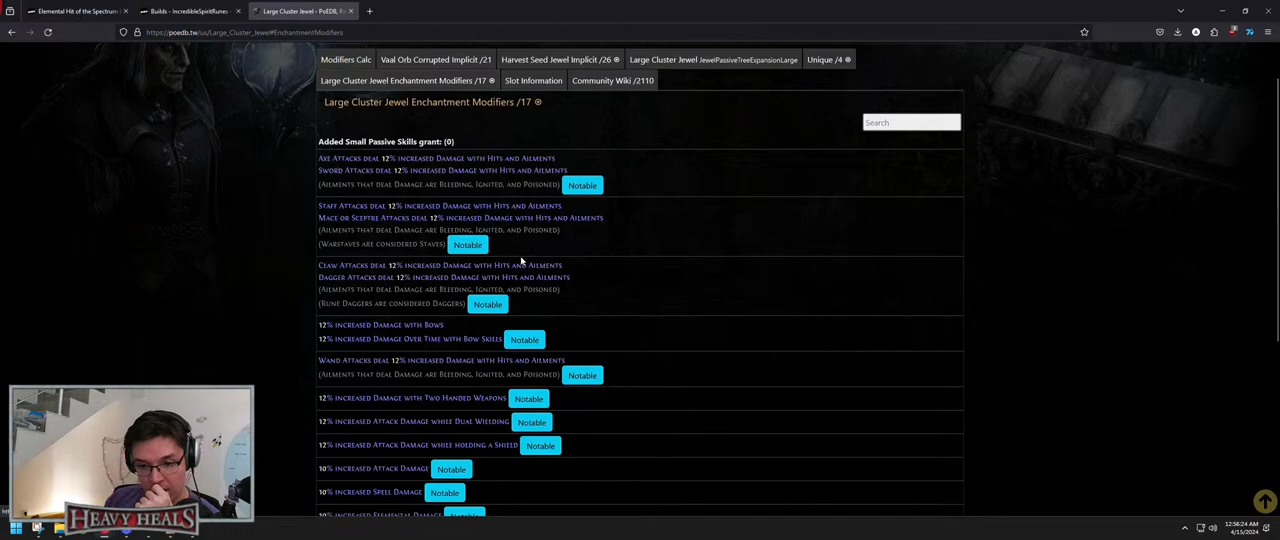 Elemental Hit of the Spectrum
Builds - IncredibleSpiritRunes -
Large Cluster Jewel - PoEDB, Pa
https://poedb.tw/us/Large_Cluster_Jewel#EnchantmentModifiers
Modifiers Calc
Vaal Orb Corrupted Implicit /21
Harvest Seed Jewel Implicit /26
Large Cluster Jewel JewelPassiveTreeExpansionLarge
Unique /4
Large Cluster Jewel Enchantment Modifiers /17
Slot Information
Community Wiki /2110
Large Cluster Jewel Enchantment Modifiers /17
Search
Added Small Passive Skills grant: (0)
Axe Attacks deal 12% increased Damage with Hits and Ailments
Sword Attacks deal 12% increased Damage with Hits and Ailments
(Ailments that deal Damage are Bleeding, Ignited, and Poisoned) Notable
Staff Attacks deal 12% increased Damage with Hits and Ailments
Mace or Sceptre Attacks deal 12% increased Damage with Hits and Ailments
(Ailments that deal Damage are Bleeding, Ignited, and Poisoned)
(Warstaves are considered Staves) Notable
Claw Attacks deal 12% increased Damage with Hits and Ailments
Dagger Attacks deal 12% increased Damage with Hits and Ailments
(Ailments that deal Damage are Bleeding, Ignited, and Poisoned)
(Rune Daggers are considered Daggers) Notable
12% increased Damage with Bows
12% increased Damage Over Time with Bow Skills Notable
Wand Attacks deal 12% increased Damage with Hits and Ailments
(Ailments that deal Damage are Bleeding, Ignited, and Poisoned) Notable
12% increased Damage with Two Handed Weapons Notable
12% increased Attack Damage while Dual Wielding Notable
12% increased Attack Damage while holding a Shield Notable
10% increased Attack Damage Notable
10% increased Spell Damage Notable
10% increased Elemental Damage
HEAVY HEALS
12:56:24 AM
4/15/2024